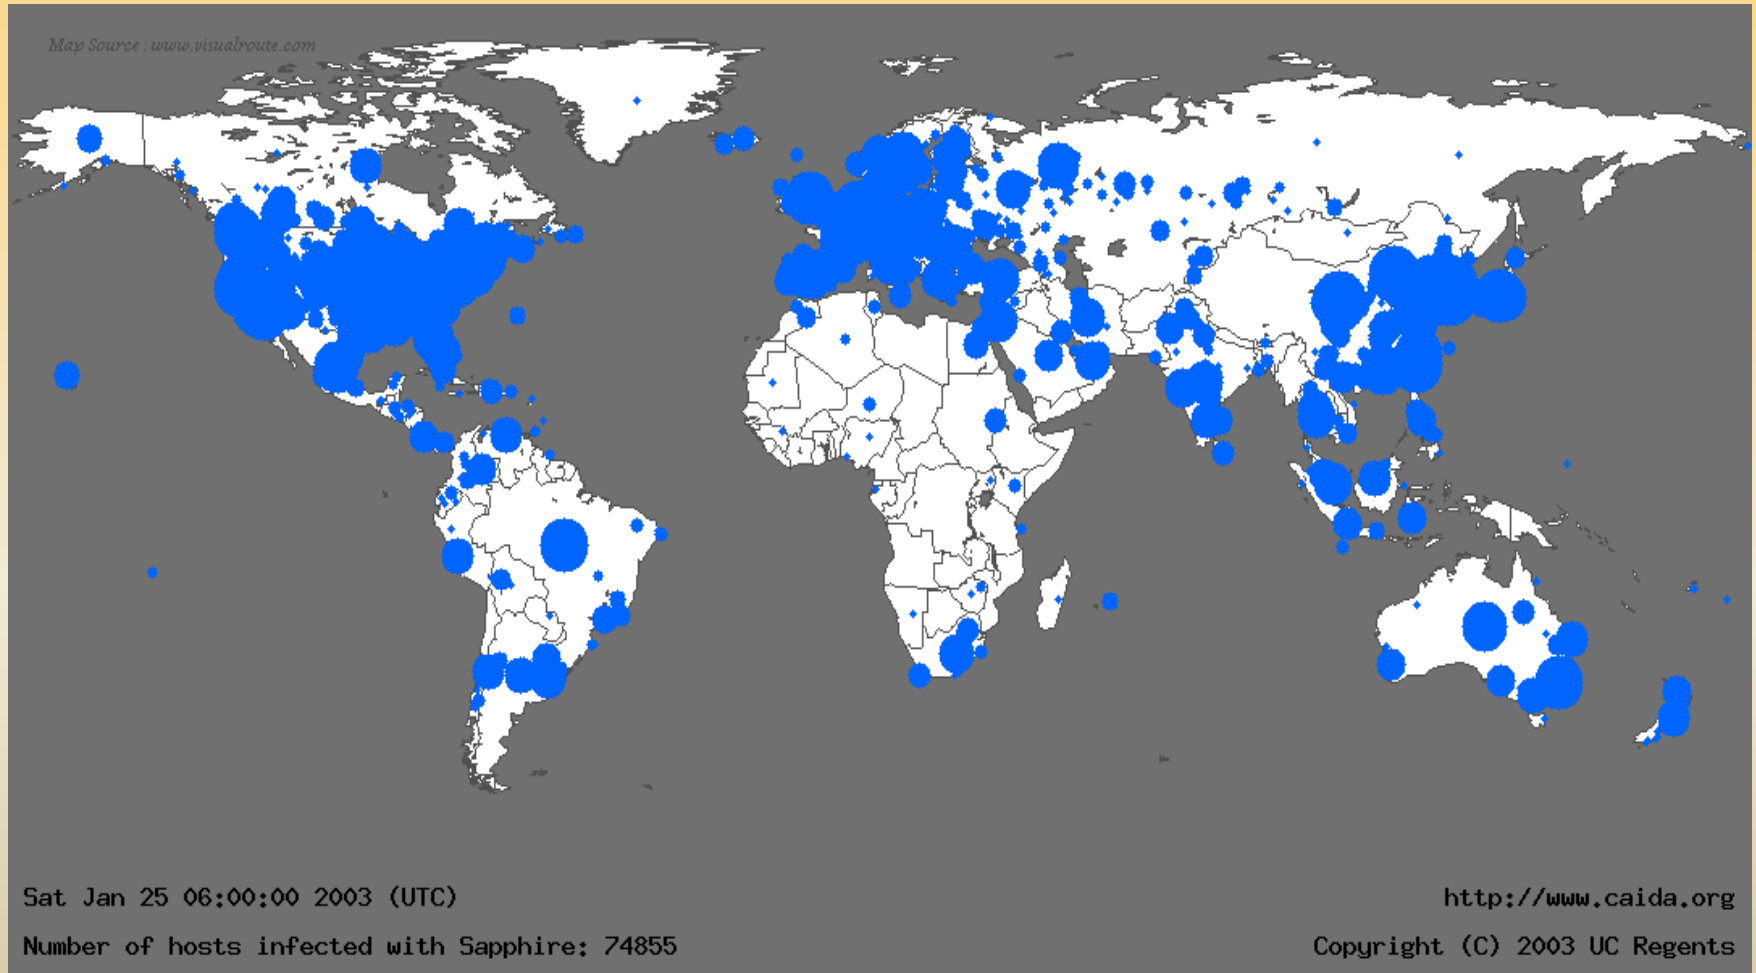 Map Source : www.visualroute.com
Sat Jan 25 06:00:00 2003 (UTC)
http://www.caida.org
Number of hosts infected with Sapphire: 74855
Copyright (C) 2003 UC Regents